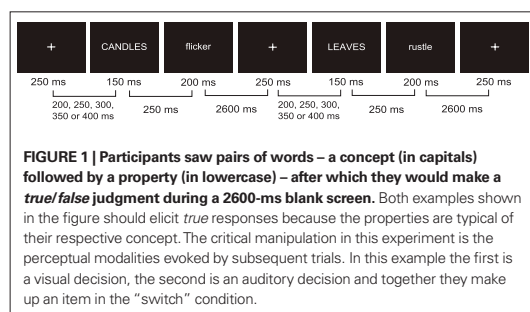 + CANDLES flicker + LEAVES rustle +
250 ms 150 ms 200 ms 250 ms 150 ms 200 ms 250 ms
200, 250, 300, 350 or 400 ms 250 ms 2600 ms 200, 250, 300, 350 or 400 ms 250 ms 2600 ms
FIGURE 1 | Participants saw pairs of words – a concept (in capitals)
followed by a property (in lowercase) – after which they would make a
true/false judgment during a 2600-ms blank screen. Both examples shown
in the figure should elicit true responses because the properties are typical of
their respective concept. The critical manipulation in this experiment is the
perceptual modalities evoked by subsequent trials. In this example the first is
a visual decision, the second is an auditory decision and together they make
up an item in the “switch” condition.